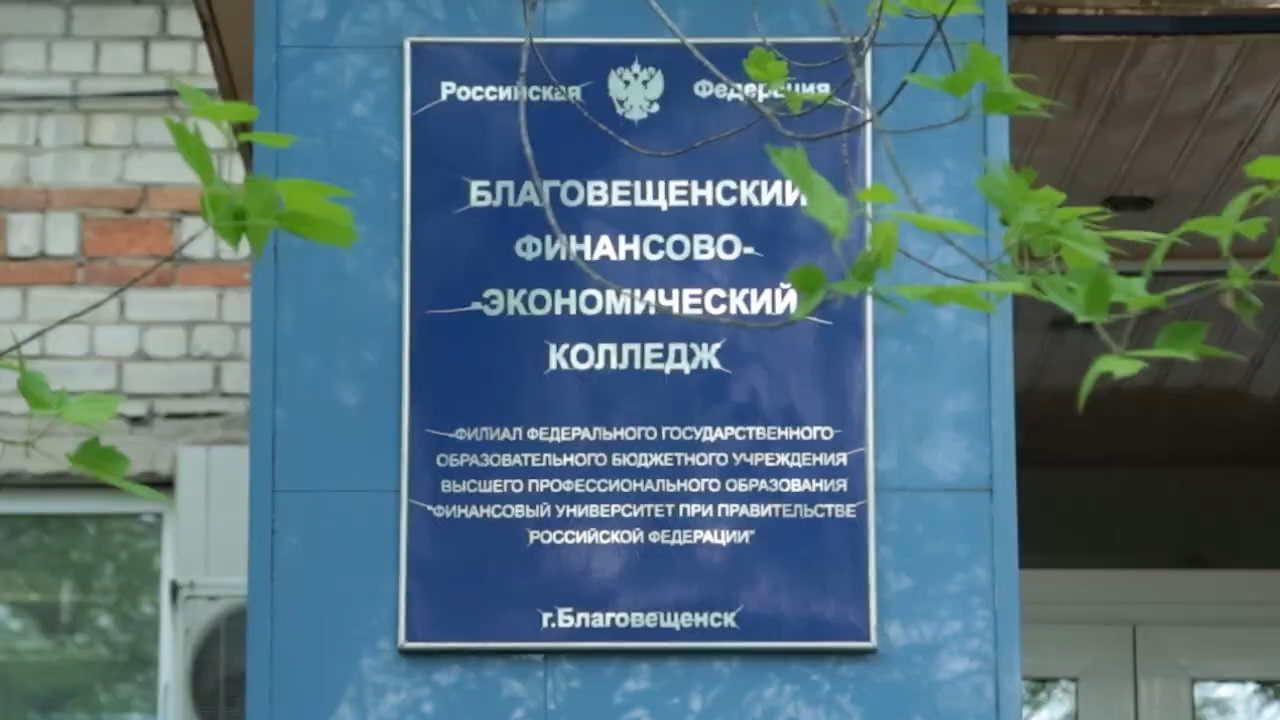 Российская Федерация
БЛАГОВЕЩЕНСКИЙ
ФИНАНСОВО-
-ЭКОНОМИЧЕСКИЙ
КОЛЛЕДЖ
ФИЛИАЛ ФЕДЕРАЛЬНОГО ГОСУДАРСТВЕННОГО
ОБРАЗОВАТЕЛЬНОГО БЮДЖЕТНОГО УЧРЕЖДЕНИЯ
ВЫСШЕГО ПРОФЕССИОНАЛЬНОГО ОБРАЗОВАНИЯ
"ФИНАНСОВЫЙ УНИВЕРСИТЕТ ПРИ ПРАВИТЕЛЬСТВЕ
РОССИЙСКОЙ ФЕДЕРАЦИИ"
г.Благовещенск